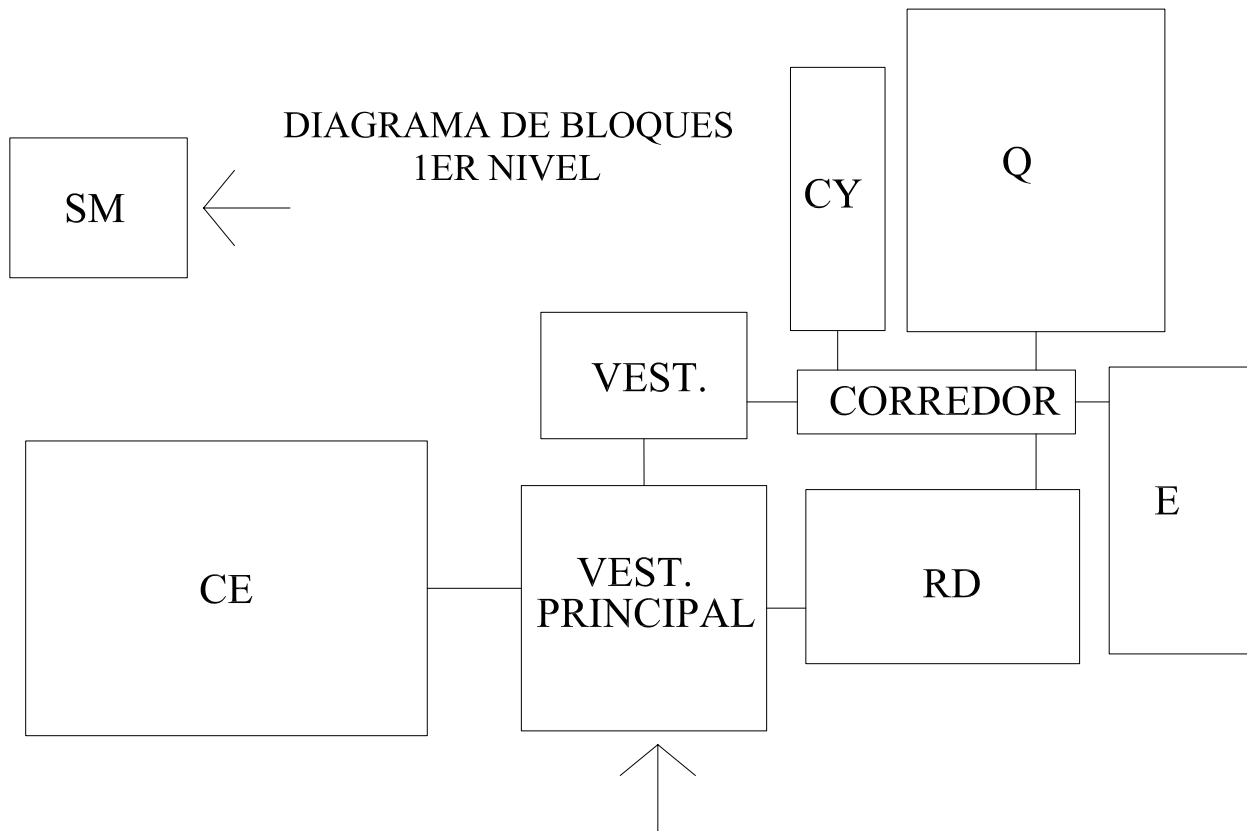 DIAGRAMA DE BLOQUES
1ER NIVEL
SM
CY
Q
VEST.
CORREDOR
E
CE
VEST.
PRINCIPAL
RD